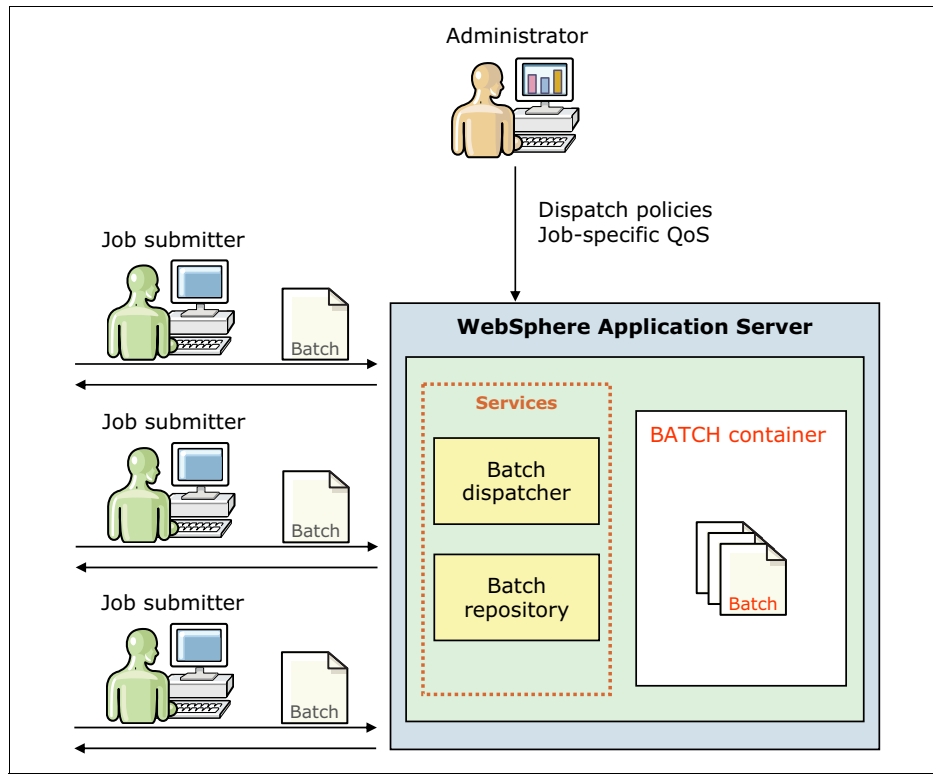 Administrator
Dispatch policies
Job-specific QoS
Job submitter
Batch
Job submitter
Batch
Job submitter
Batch
WebSphere Application Server
Services
Batch
dispatcher
Batch
repository
BATCH container
Batch